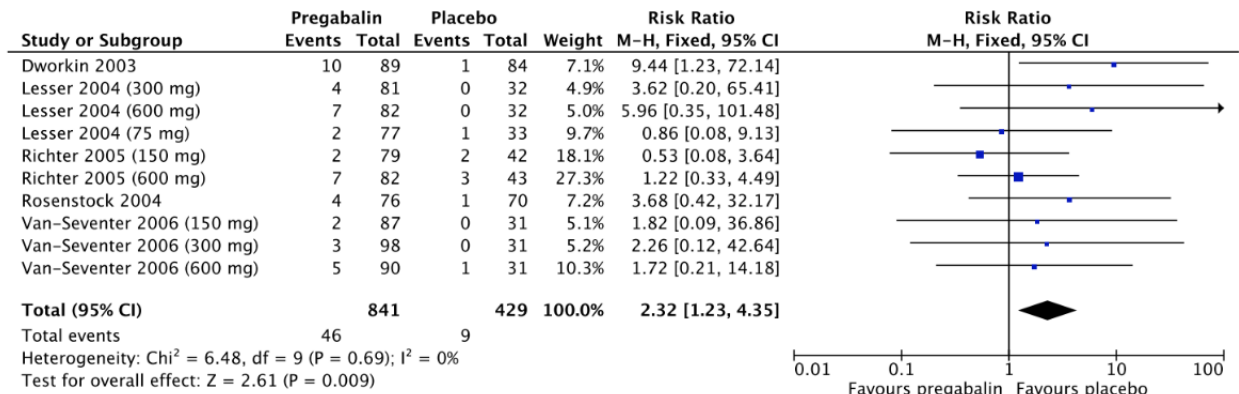 Pregabalin Placebo Risk Ratio Risk Ratio
Study or Subgroup Events Total Events Total Weight M-H, Fixed, 95% CI M-H, Fixed, 95% CI
Dworkin 2003 10 89 1 84 7.1% 9.44 [1.23, 72.14]
Lesser 2004 (300 mg) 4 81 0 32 4.9% 3.62 [0.20, 65.41]
Lesser 2004 (600 mg) 7 82 0 32 5.0% 5.96 [0.35, 101.48]
Lesser 2004 (75 mg) 2 77 1 33 9.7% 0.86 [0.08, 9.13]
Richter 2005 (150 mg) 2 79 2 42 18.1% 0.53 [0.08, 3.64]
Richter 2005 (600 mg) 7 82 3 43 27.3% 1.22 [0.33, 4.49]
Rosenstock 2004 4 76 1 70 7.2% 3.68 [0.42, 32.17]
Van-Seventer 2006 (150 mg) 2 87 0 31 5.1% 1.82 [0.09, 36.86]
Van-Seventer 2006 (300 mg) 3 98 0 31 5.2% 2.26 [0.12, 42.64]
Van-Seventer 2006 (600 mg) 5 90 1 31 10.3% 1.72 [0.21, 14.18]
Total (95% CI) 841 429 100.0% 2.32 [1.23, 4.35]
Total events 46 9
Heterogeneity: Chi² = 6.48, df = 9 (P = 0.69); I² = 0%
Test for overall effect: Z = 2.61 (P = 0.009)
0.01 0.1 1 10 100
Favours pregabalin Favours placebo